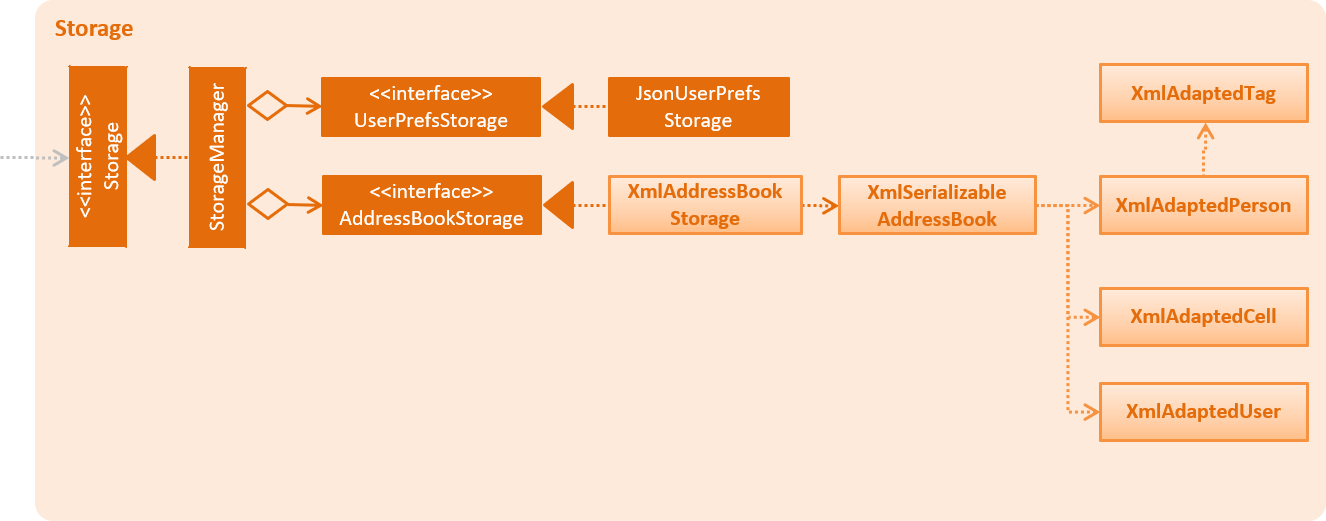 Storage
<<interface>>
Storage
StorageManager
<<interface>>
UserPrefsStorage
JsonUserPrefs
Storage
<<interface>>
AddressBookStorage
XmlAddressBook
Storage
XmlSerializable
AddressBook
XmlAdaptedTag
XmlAdaptedPerson
XmlAdaptedCell
XmlAdaptedUser